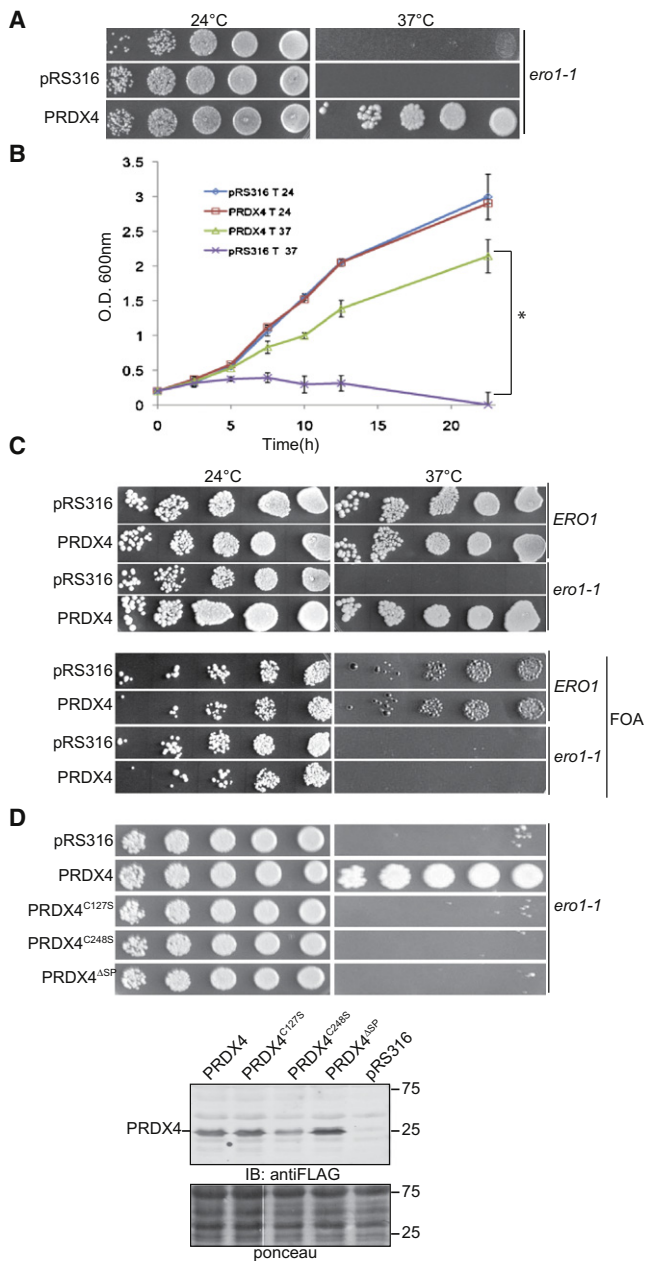 A
24°C 37°C
pRS316
PRDX4
ero1-1
B
3.5
3
2.5
2
1.5
1
0.5
0
O.D. 600nm
pRS316 T 24
PRDX4 T 24
PRDX4 T 37
pRS316 T 37
*
0 5 10 15 20
Time(h)
C
24°C 37°C
pRS316
PRDX4
ERO1
pRS316
PRDX4
ero1-1
pRS316
PRDX4
ERO1
pRS316
PRDX4
ero1-1
FOA
D
pRS316
PRDX4
PRDX4C127S
PRDX4C248S
PRDX4ΔSP
ero1-1
PRDX4 PRDX4C127S PRDX4C248S PRDX4ΔSP pRS316
75
PRDX4 25
IB: antiFLAG
75
25
ponceau